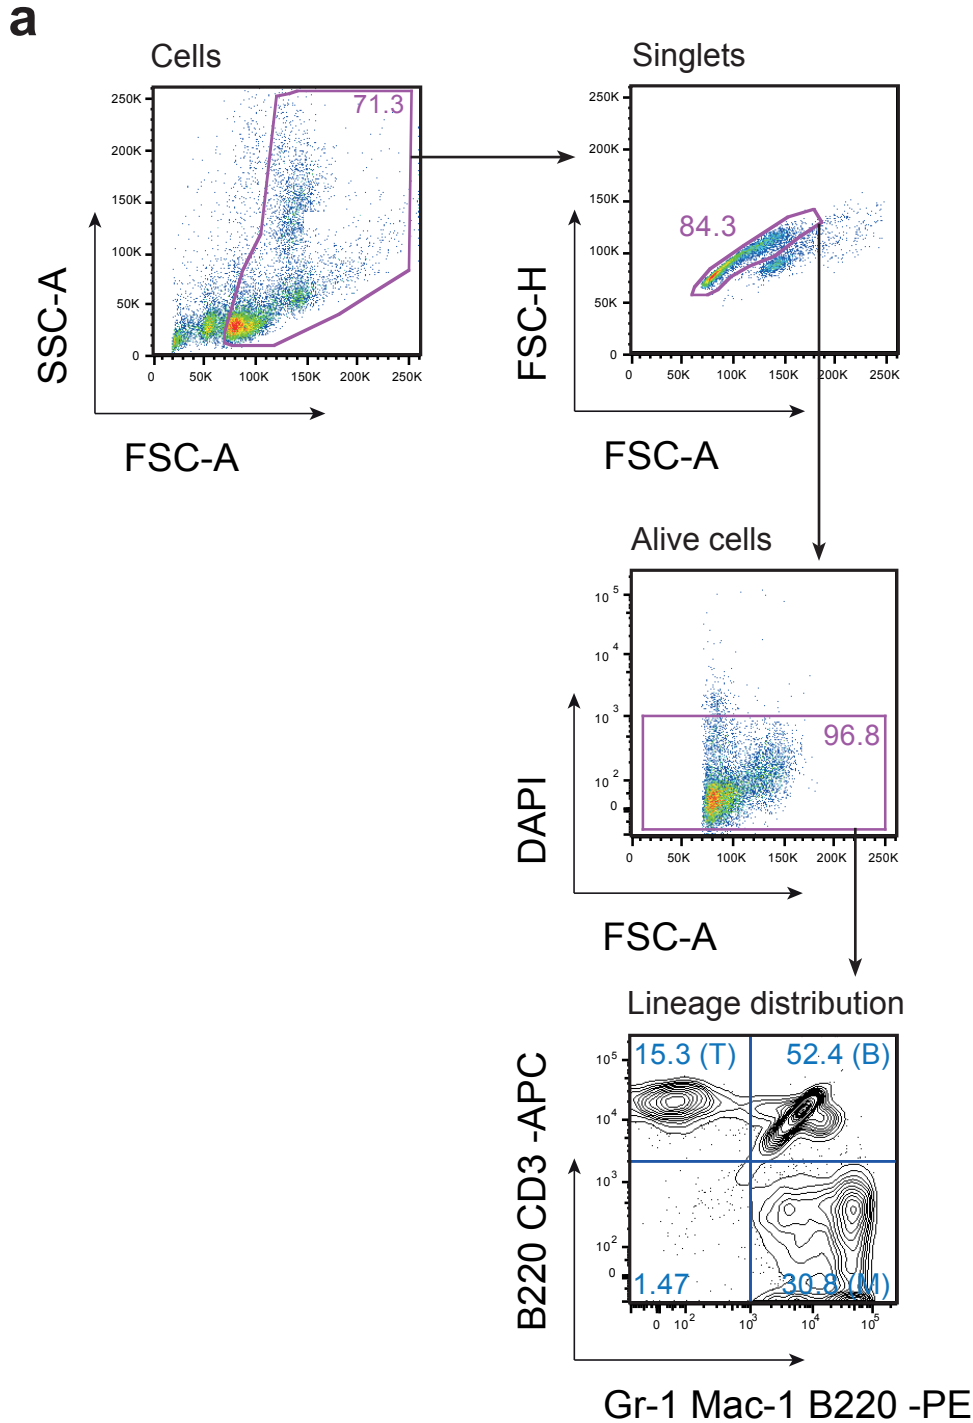 a
Cells
71.3
250K
200K
150K
100K
50K
0
0 50K 100K 150K 200K 250K
SSC-A
FSC-A
Singlets
84.3
250K
200K
150K
100K
50K
0
0 50K 100K 150K 200K 250K
FSC-H
FSC-A
Alive cells
96.8
10 5
10 4
10 3
10 2
0
0 50K 100K 150K 200K 250K
DAPI
FSC-A
Lineage distribution
15.3 (T) 52.4 (B)
1.47 30.8 (M)
10 5
10 4
10 3
10 2
0
0 10 2 10 3 10 4 10 5
B220 CD3 -APC
Gr-1 Mac-1 B220 -PE